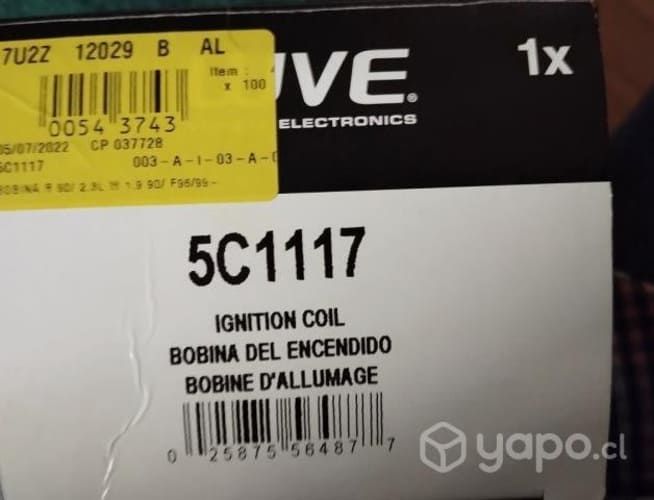 7U2Z 12029 B AL
Item :
x 100
0054 3743
05/07/2022 CP 037728
5C1117 003-A-I-03-A-0
UVE® 1x
ELECTRONICS
5C1117
IGNITION COIL
BOBINA DEL ENCENDIDO
BOBINE D'ALLUMAGE
0 25875 56487 7
yapo.cl